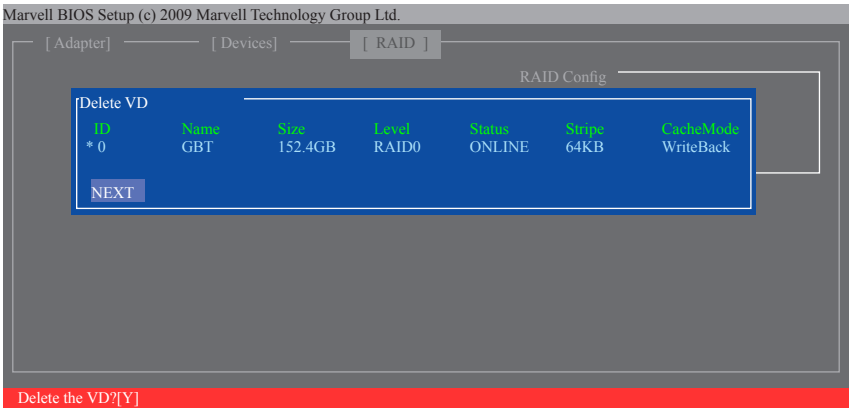 Marvell BIOS Setup (c) 2009 Marvell Technology Group Ltd.
[ Adapter] [ Devices] [ RAID ]
RAID Config
Delete VD
ID Name Size Level Status Stripe CacheMode
* 0 GBT 152.4GB RAID0 ONLINE 64KB WriteBack
NEXT
Delete the VD?[Y]